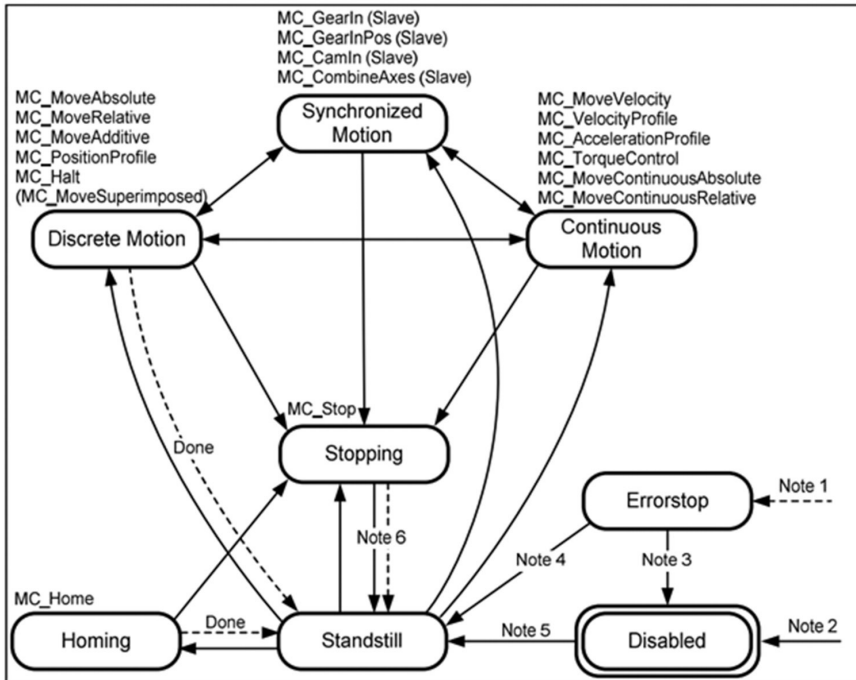 MC_GearIn (Slave)
MC_GearInPos (Slave)
MC_CamIn (Slave)
MC_CombineAxes (Slave)
MC_MoveAbsolute
MC_MoveRelative
MC_MoveAdditive
MC_PositionProfile
MC_Halt
(MC_MoveSuperimposed)
Synchronized
Motion
MC_MoveVelocity
MC_VelocityProfile
MC_AccelerationProfile
MC_TorqueControl
MC_MoveContinuousAbsolute
MC_MoveContinuousRelative
Discrete Motion
Continuous
Motion
MC_Stop
Done
Stopping
Errorstop
Note 1
Note 6
Note 4
Note 3
MC_Home
Homing
Done
Standstill
Note 5
Disabled
Note 2